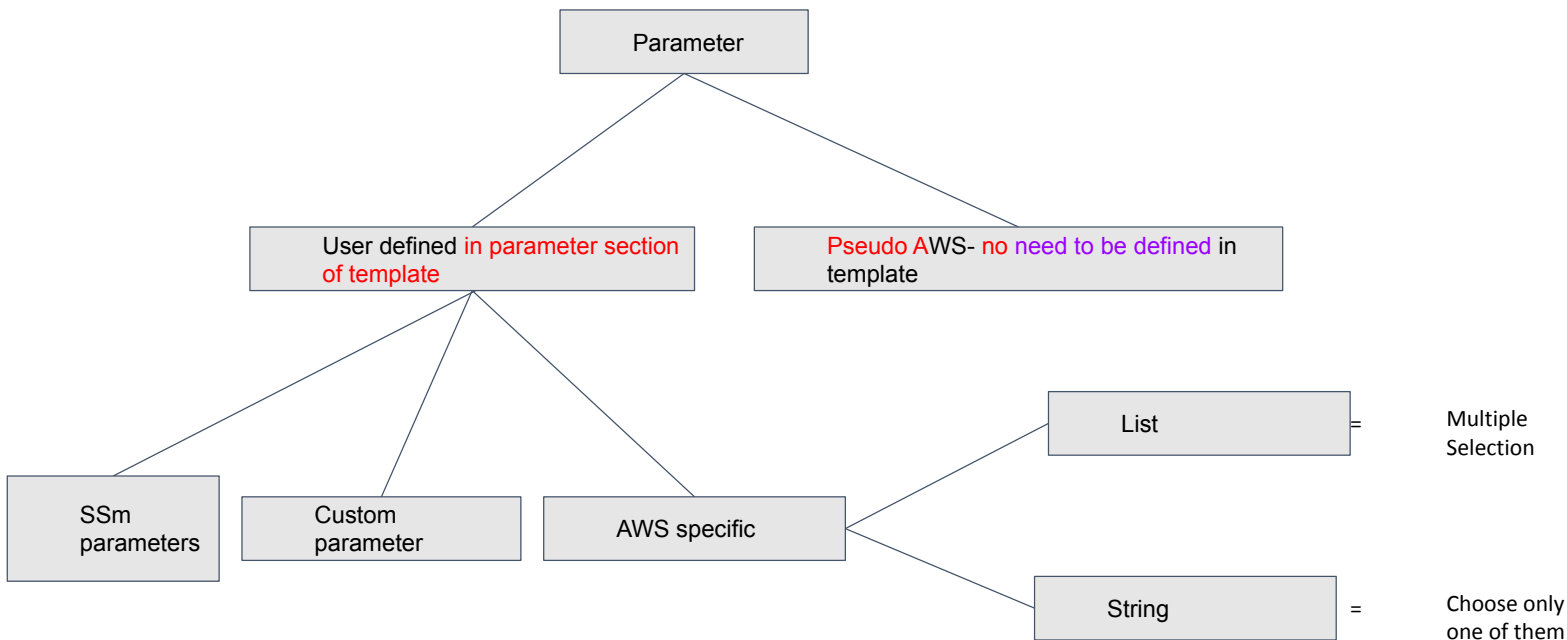 Parameter
User defined in parameter section
of template
Pseudo AWS- no need to be defined in
template
List
=
Multiple
Selection
SSm
parameters
Custom
parameter
AWS specific
String
=
Choose only
one of them